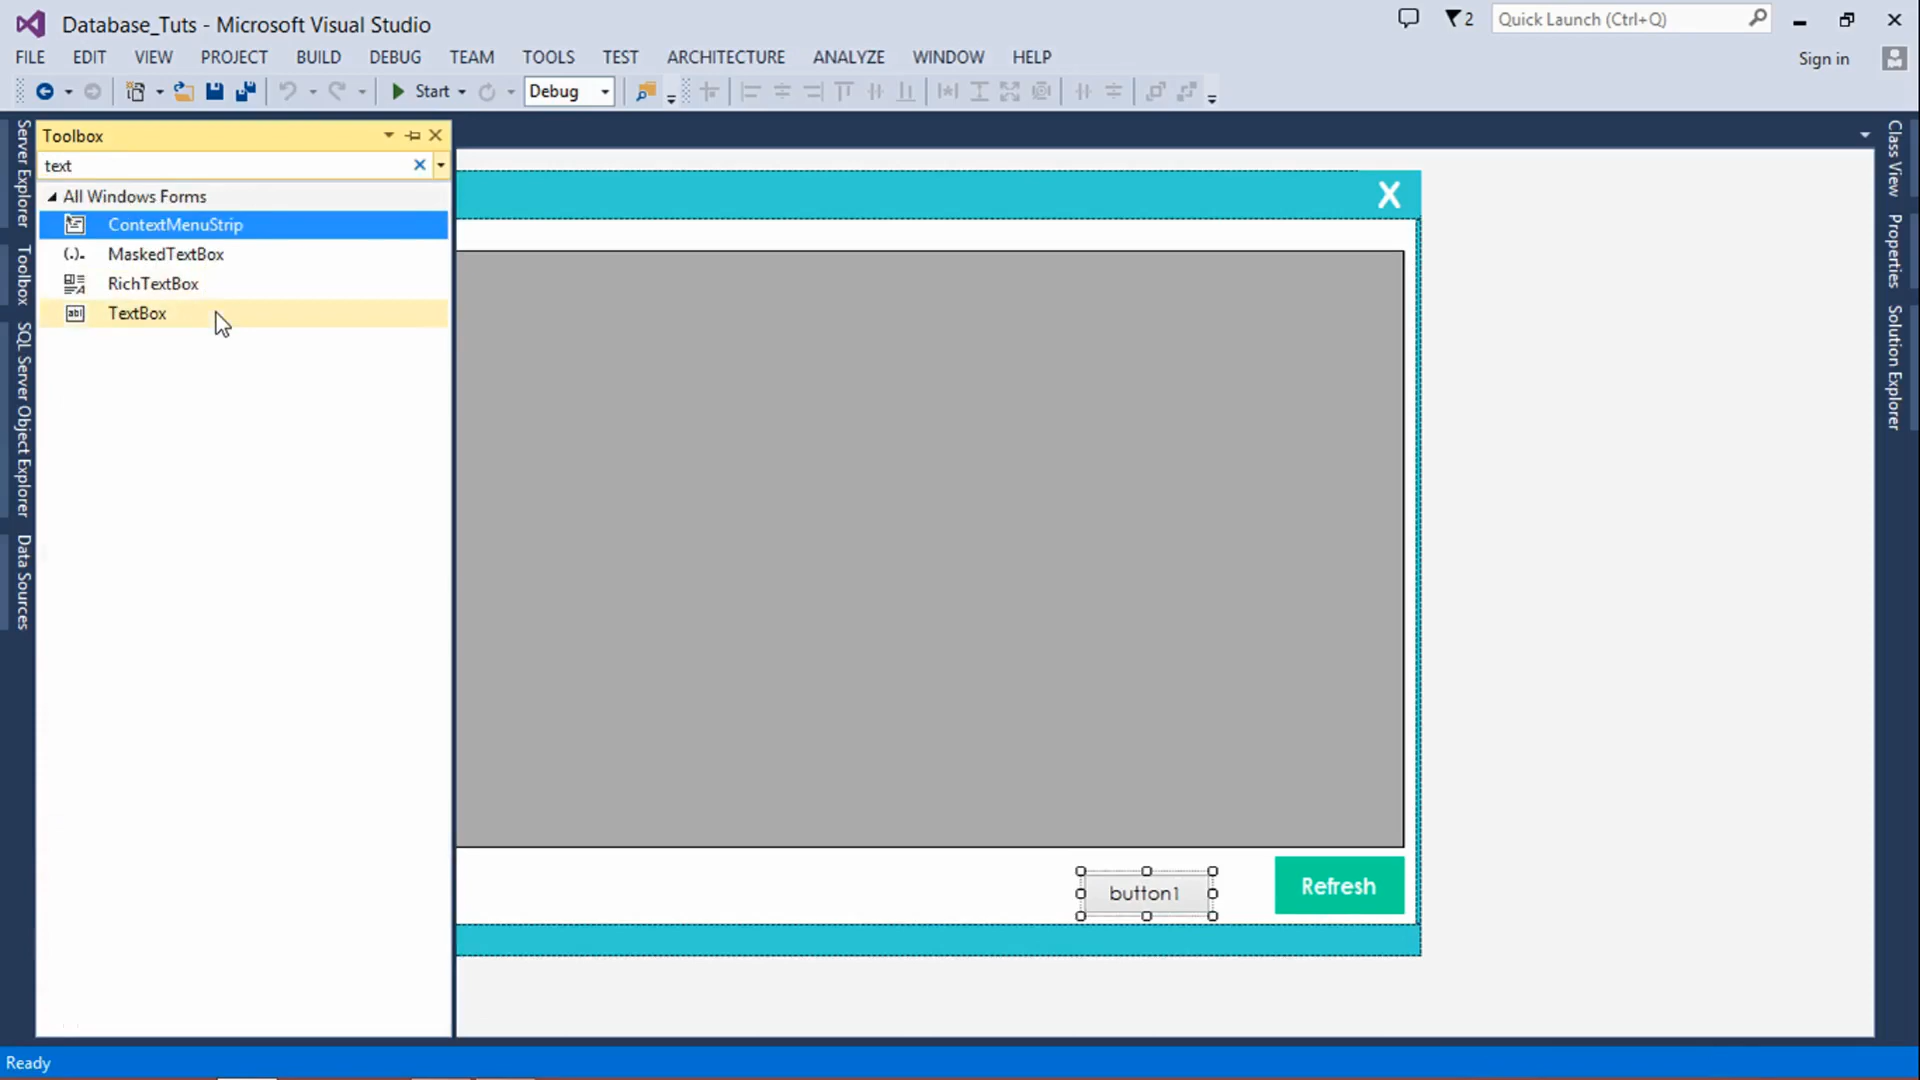 Database_Tuts - Microsoft Visual Studio
2
Quick Launch (Ctrl+Q)
FILE EDIT VIEW PROJECT BUILD DEBUG TEAM TOOLS TEST ARCHITECTURE ANALYZE WINDOW HELP
Sign in
Start
Debug
Toolbox
text
All Windows Forms
ContextMenuStrip
MaskedTextBox
RichTextBox
TextBox
Server Explorer
Toolbox
SQL Server Object Explorer
Data Sources
X
button1
Refresh
Class View
Properties
Solution Explorer
Ready